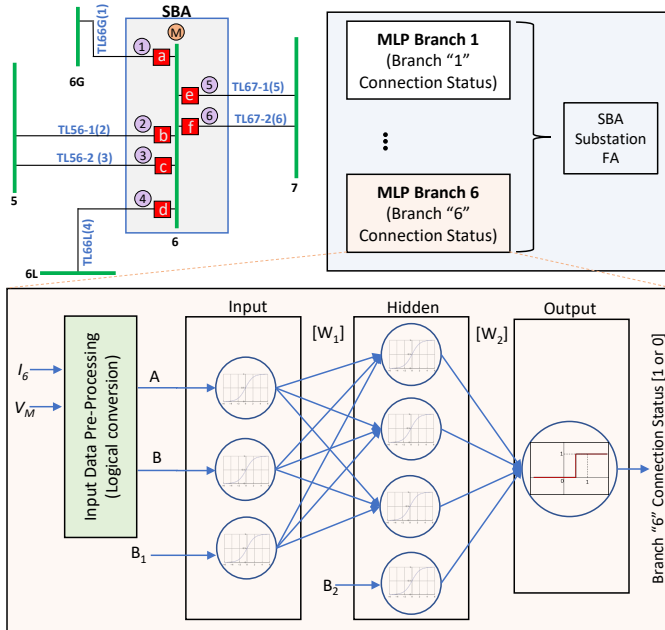 SBA
TL66G(1)
M
1
a
6G
5
e
TL67-1(5)
6
f
TL67-2(6)
TL56-1(2)
2
b
TL56-2 (3)
3
c
4
d
5
7
6
TL66L(4)
6L
MLP Branch 1
(Branch “1”
Connection Status)
...
MLP Branch 6
(Branch “6”
Connection Status)
SBA
Substation
FA
Input
Hidden
Output
[W1]
[W2]
I6
VM
Input Data Pre-Processing
(Logical conversion)
A
B
B1
B2
1
0
1
Branch “6” Connection Status [1 or 0]